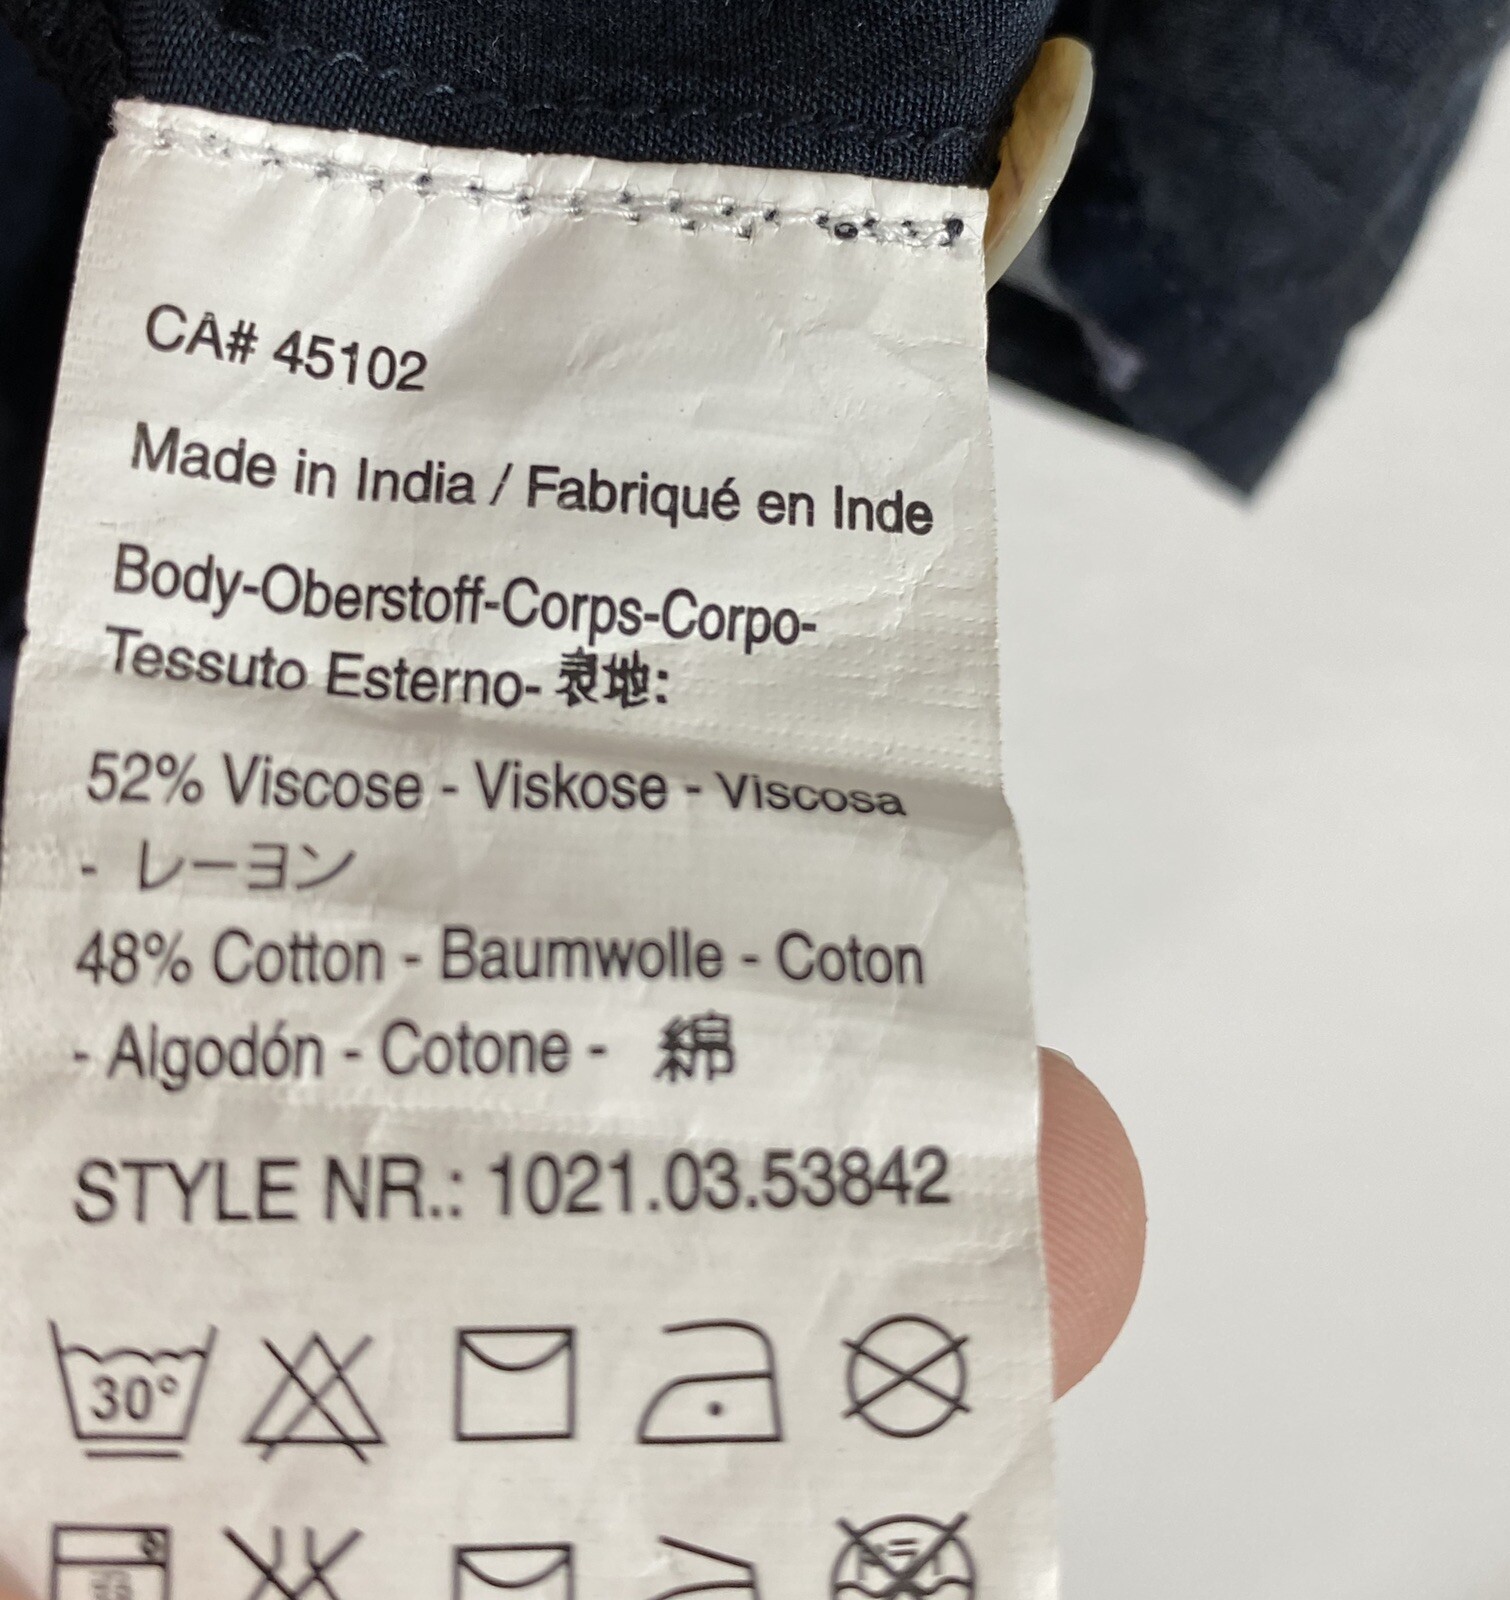 CA# 45102
Made in India / Fabriqué en Inde
Body-Oberstoff-Corps-Corpo-
Tessuto Esterno- 表地:
52% Viscose - Viskose - Viscosa
- レーヨン
48% Cotton - Baumwolle - Coton
- Algodón - Cotone - 綿
STYLE NR.: 1021.03.53842
30°